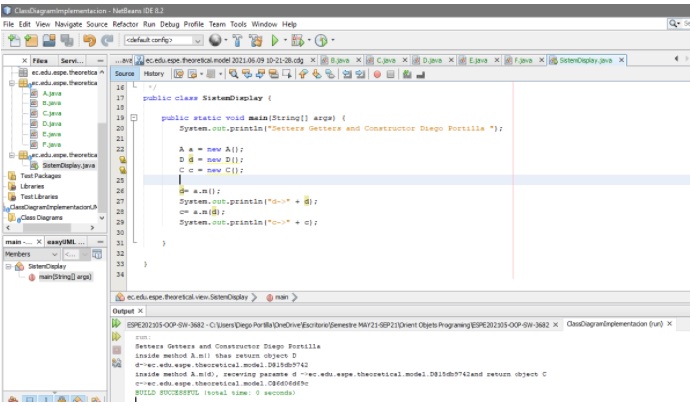 ClassDiagramImplementacion - NetBeans IDE 8.2
File Edit View Navigate Source Refactor Run Debug Profile Team Tools Window Help
<default config>
Files Servi...
...ava ec.edu.espe.theoretical.model 2021.06.09 10-21-28.cdg B.java C.java D.java A.java E.java F.java SistemDisplay.java
Source History
ec.edu.espe.theoretica
ec.edu.espe.theoretica
A.java
B.java
C.java
D.java
E.java
F.java
ec.edu.espe.theoretica
SistemDisplay.java
Test Packages
Libraries
Test Libraries
ClassDiagramImplementacionUM
Class Diagrams
16 */
17 public class SistemDisplay {
18
19 public static void main(String[] args) {
20 System.out.println("Setters Getters and Constructor Diego Portilla ");
21
22 A a = new A();
D d = new D();
C c = new C();
25
26 d= a.m();
27 System.out.println("d->" + d);
28 c= a.m(d);
29 System.out.println("c->" + c);
30
31 }
32
33 }
34
main -... easyUML ...
Members
SistemDisplay
main(String[] args)
ec.edu.espe.theoretical.view.SistemDisplay main
Output
ESPE202105-OOP-SW-3682 - C:\Users\Diego Portilla\OneDrive\Escritorio\Semestre MAY21-SEP21\Orient Objets Programing\ESPE202105-OOP-SW-3682 ClassDiagramImplementacion (run)
run:
Setters Getters and Constructor Diego Portilla
inside method A.m() thas return object D
d->ec.edu.espe.theoretical.model.D@15db9742
inside method A.m(d), receving paramte d ->ec.edu.espe.theoretical.model.D@15db9742and return object C
c->ec.edu.espe.theoretical.model.C@6d06d69c
BUILD SUCCESSFUL (total time: 0 seconds)